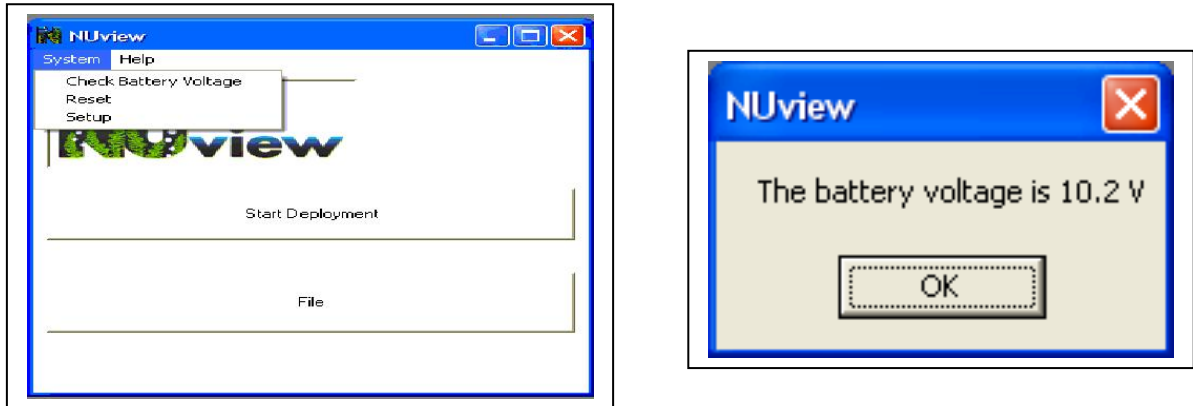 NUview
System Help
Check Battery Voltage
Reset
Setup
NUview
Start Deployment
File
NUview
The battery voltage is 10.2 V
OK